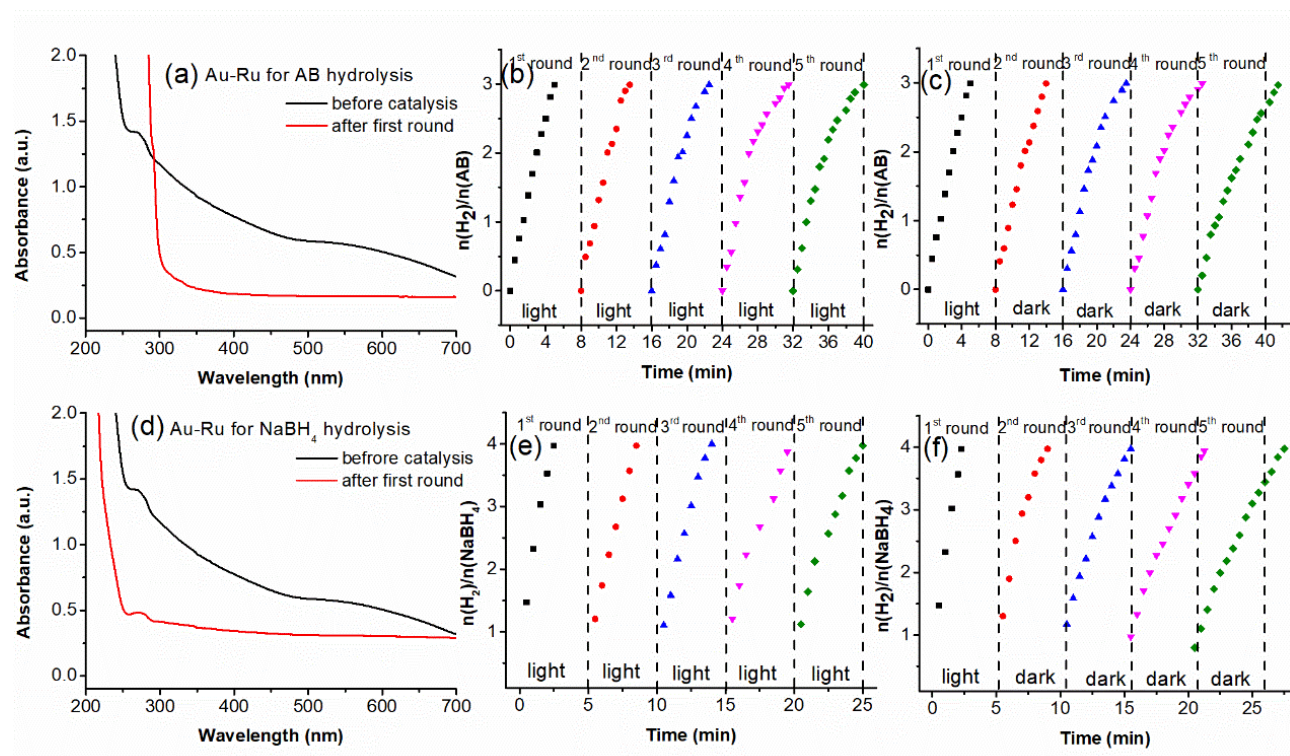 (a) Au-Ru for AB hydrolysis
before catalysis
after first round
Absorbance (a.u.)
2.0
1.5
1.0
0.5
0.0
200 300 400 500 600 700
Wavelength (nm)
(b)
1st round 2nd round 3rd round 4th round 5th round
n(H2)/n(AB)
3
2
1
0
light light light light light
0 4 8 12 16 20 24 28 32 36 40
Time (min)
(c)
1st round 2nd round 3rd round 4th round 5th round
n(H2)/n(AB)
3
2
1
0
light dark dark dark dark
0 4 8 12 16 20 24 28 32 36 40
Time (min)
(d) Au-Ru for NaBH4 hydrolysis
befrore catalysis
after first round
Absorbance (a.u.)
2.0
1.5
1.0
0.5
0.0
200 300 400 500 600 700
Wavelength (nm)
(e)
1st round 2nd round 3rd round 4th round 5th round
n(H2)/n(NaBH4)
4
3
2
1
light light light light light
0 5 10 15 20 25
Time (min)
(f)
1st round 2nd round 3rd round 4th round 5th round
n(H2)/n(NaBH4)
4
3
2
1
light dark dark dark dark
0 5 10 15 20 25
Time (min)